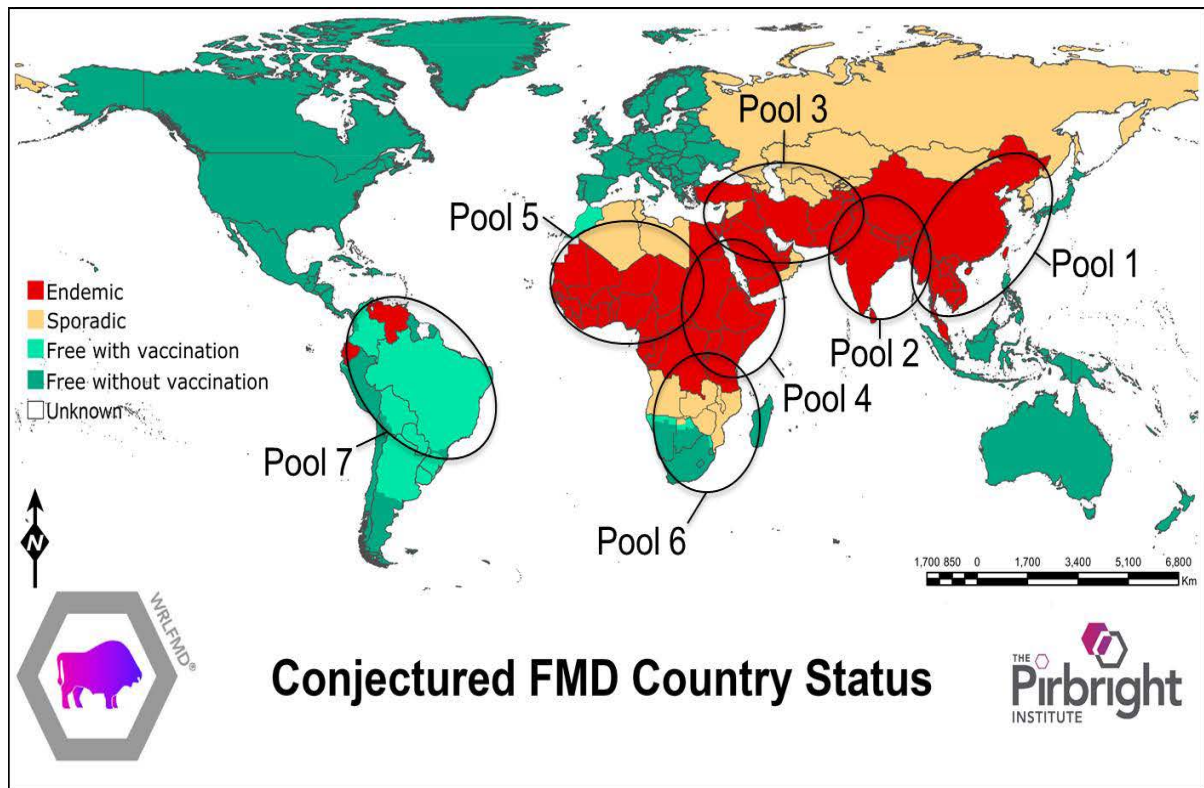 Pool 3
Pool 5
Pool 1
Endemic
Sporadic
Free with vaccination
Free without vaccination
Unknown
Pool 2
Pool 4
Pool 7
Pool 6
N
1,700 850 0 1,700 3,400 5,100 6,800
Km
WRLFMD®
Conjectured FMD Country Status
THE
Pirbright
INSTITUTE